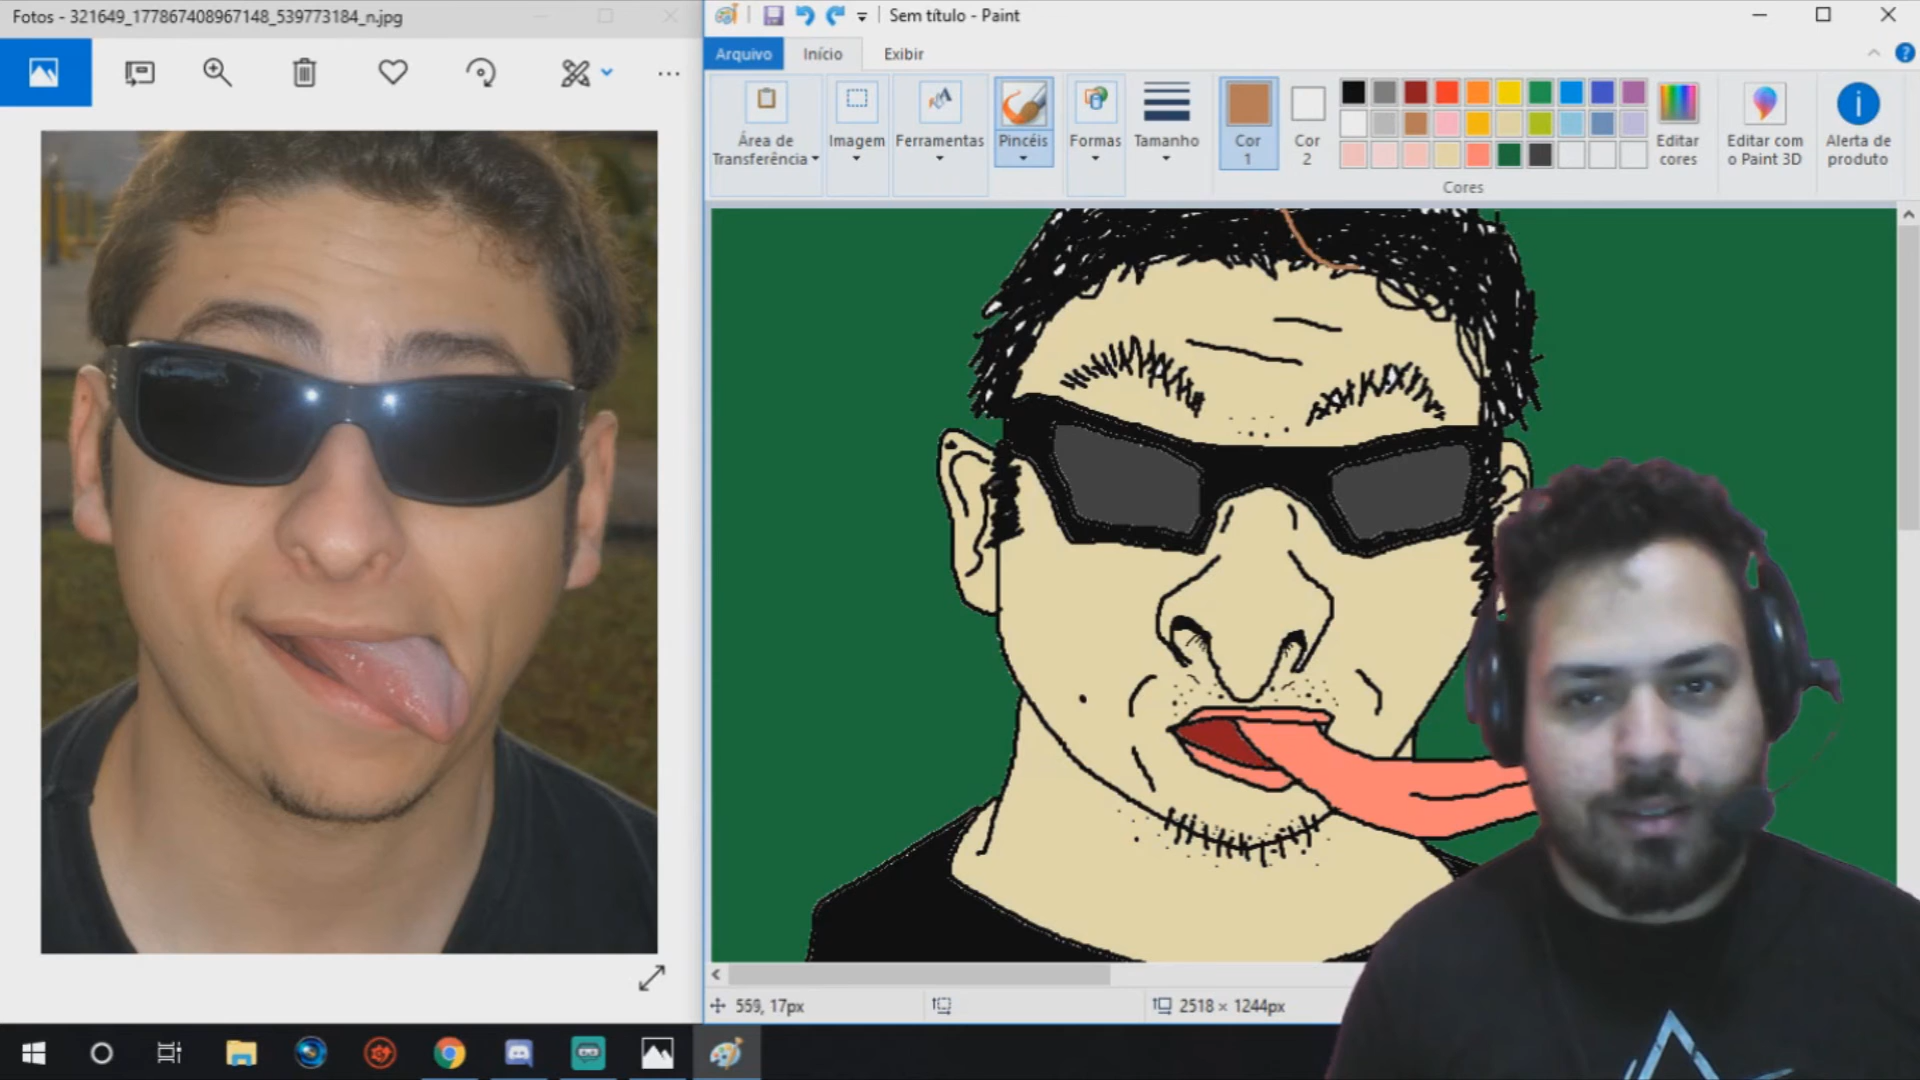 Fotos - 321649_177867408967148_539773184_n.jpg
Sem título - Paint
Arquivo
Início
Exibir
Área de
Transferência
Imagem
Ferramentas
Pincéis
Formas
Tamanho
Cor
1
Cor
2
Editar
cores
Editar com
o Paint 3D
Alerta de
produto
Cores
559, 17px
2518 × 1244px